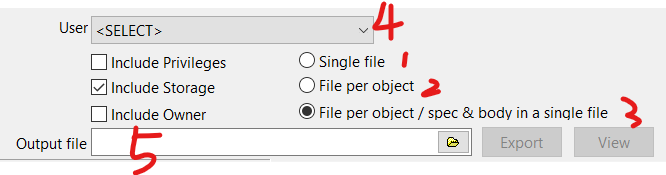 User <SELECT> 4
Include Privileges Single file 1
Include Storage File per object 2
Include Owner File per object / spec & body in a single file 3
Output file 5 Export View